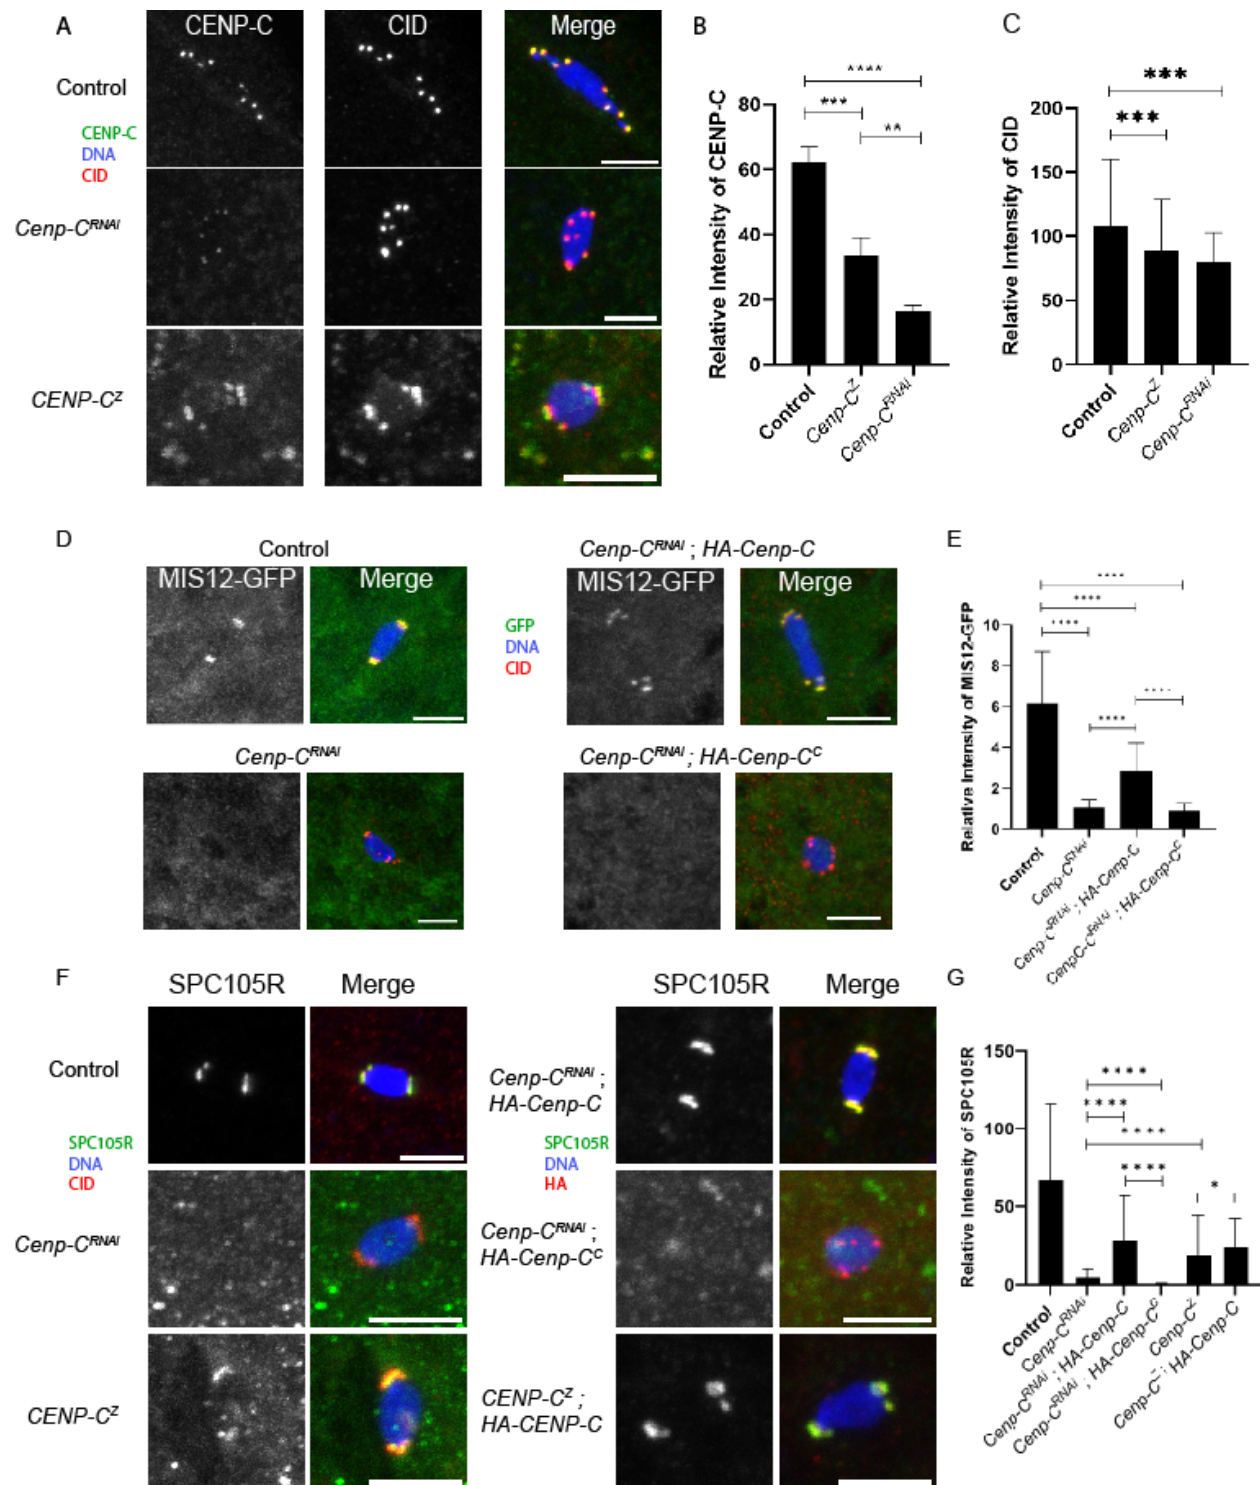 A
CENP-C
CID
Merge
Control
CENP-C
DNA
CID
Cenp-C^RNAi
CENP-C^Z
B
Relative Intensity of CENP-C
80
60
40
20
0
****
***
**
Control
Cenp-C^Z
Cenp-C^RNAi
C
Relative Intensity of CID
200
150
100
50
0
***
***
Control
Cenp-C^Z
Cenp-C^RNAi
D
Control
MIS12-GFP
Merge
Cenp-C^RNAi ; HA-Cenp-C
MIS12-GFP
Merge
GFP
DNA
CID
Cenp-C^RNAi
Cenp-C^RNAi ; HA-Cenp-C^C
E
Relative Intensity of MIS12-GFP
10
8
6
4
2
0
****
****
****
****
****
Control
Cenp-C^RNAi
Cenp-C^RNAi ; HA-Cenp-C
CenpC-C^RNAi ; HA-Cenp-C^C
F
SPC105R
Merge
Control
SPC105R
DNA
CID
Cenp-C^RNAi
CENP-C^Z
SPC105R
Merge
Cenp-C^RNAi ;
HA-Cenp-C
SPC105R
DNA
HA
Cenp-C^RNAi ;
HA-Cenp-C^C
CENP-C^Z ;
HA-CENP-C
G
Relative Intensity of SPC105R
150
100
50
0
****
****
****
****
*
Control
Cenp-C^RNAi
Cenp-C^RNAi ; HA-Cenp-C
Cenp-C^RNAi ; HA-Cenp-C^C
Cenp-C^Z
HA-Cenp-C